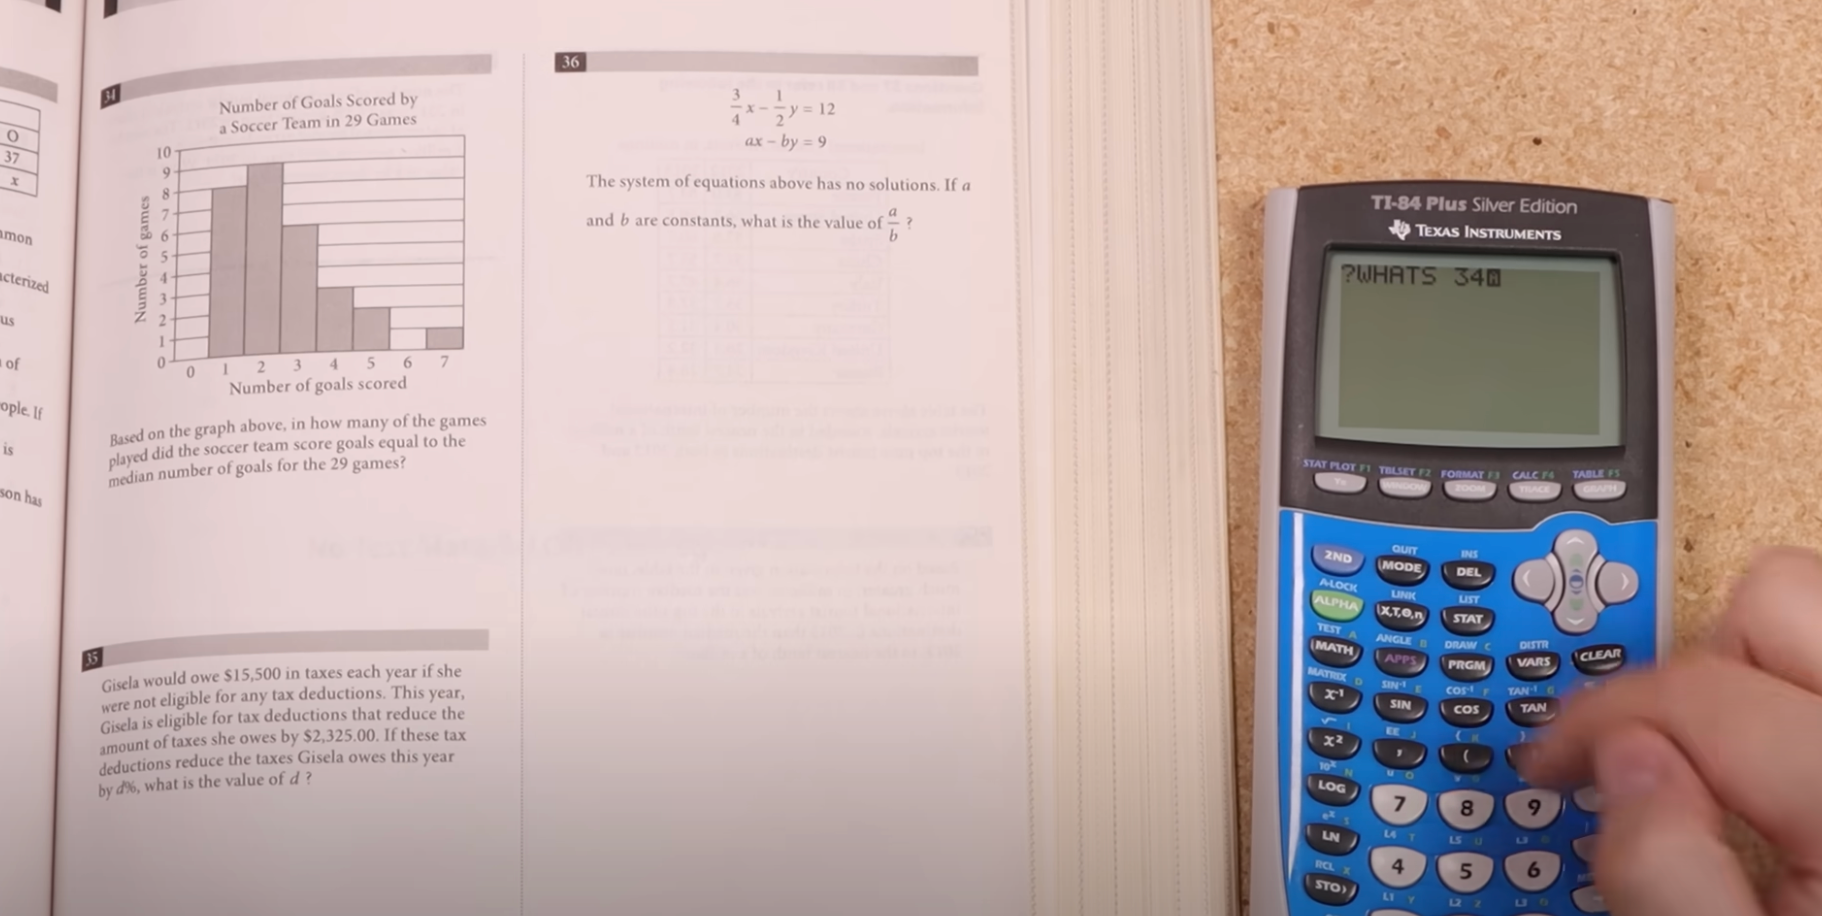 O
37
x
mon
acterized
us
of
ople. If
is
son has
34
Number of Goals Scored by
a Soccer Team in 29 Games
Number of games
10
9
8
7
6
5
4
3
2
1
0
0 1 2 3 4 5 6 7
Number of goals scored
Based on the graph above, in how many of the games
played did the soccer team score goals equal to the
median number of goals for the 29 games?
35
Gisela would owe $15,500 in taxes each year if she
were not eligible for any tax deductions. This year,
Gisela is eligible for tax deductions that reduce the
amount of taxes she owes by $2,325.00. If these tax
deductions reduce the taxes Gisela owes this year
by d%, what is the value of d ?
36
3/4 x − 1/2 y = 12
ax − by = 9
The system of equations above has no solutions. If a
and b are constants, what is the value of a/b ?
TI-84 Plus Silver Edition
TEXAS INSTRUMENTS
?WHATS 34
STAT PLOT F1 TBLSET F2 FORMAT F3 CALC F4 TABLE F5
Y= WINDOW ZOOM TRACE GRAPH
QUIT INS
2ND MODE DEL
A-LOCK LINK LIST
ALPHA X,T,θ,n STAT
TEST A ANGLE B DRAW C DISTR
MATH APPS PRGM VARS CLEAR
MATRIX D SIN⁻¹ E COS⁻¹ F TAN⁻¹ G
x⁻¹ SIN COS TAN
√ I EE J { K }
x² , (
10ˣ N u O v
LOG 7 8 9
eˣ S L4 T L5 U L6
LN 4 5 6
RCL X L1 Y L2 Z L3
STO›